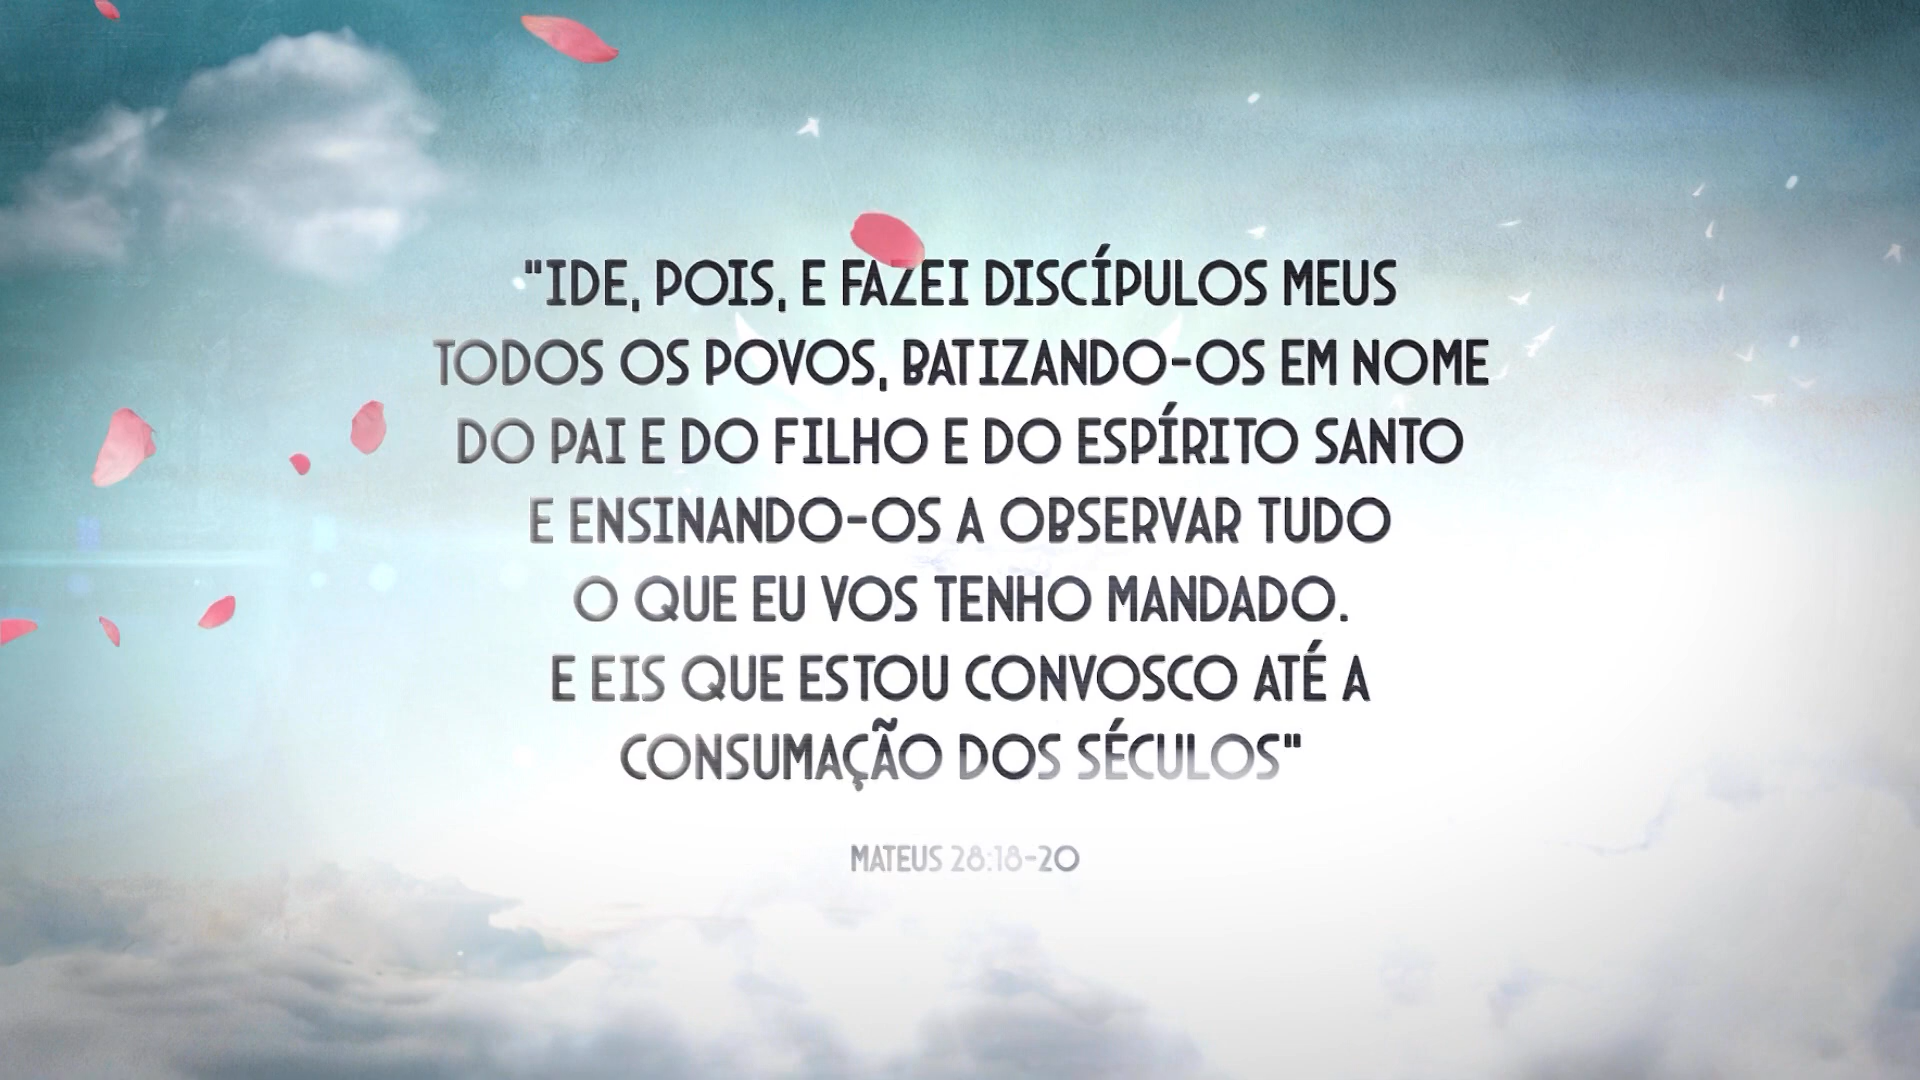 "IDE, POIS, E FAZEI DISCÍPULOS MEUS
TODOS OS POVOS, BATIZANDO-OS EM NOME
DO PAI E DO FILHO E DO ESPÍRITO SANTO
E ENSINANDO-OS A OBSERVAR TUDO
O QUE EU VOS TENHO MANDADO.
E EIS QUE ESTOU CONVOSCO ATÉ A
CONSUMAÇÃO DOS SÉCULOS"
MATEUS 28:18-20